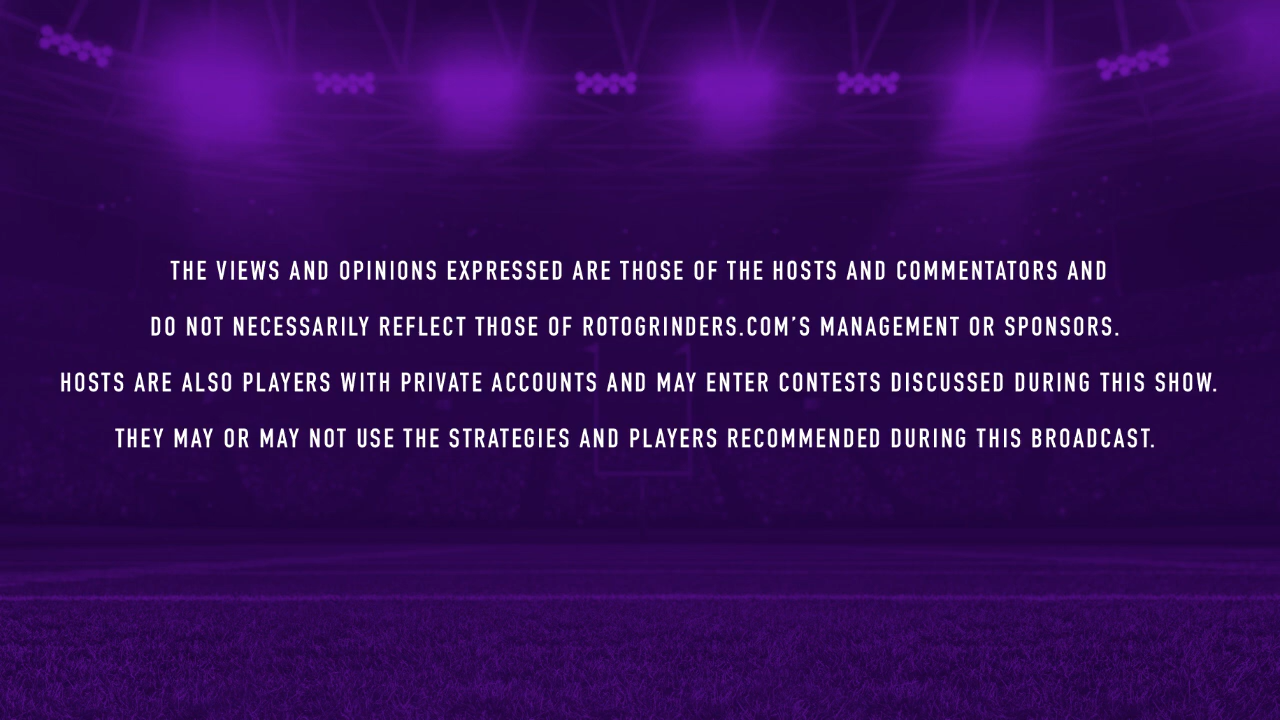 THE VIEWS AND OPINIONS EXPRESSED ARE THOSE OF THE HOSTS AND COMMENTATORS AND
DO NOT NECESSARILY REFLECT THOSE OF ROTOGRINDERS.COM'S MANAGEMENT OR SPONSORS.
HOSTS ARE ALSO PLAYERS WITH PRIVATE ACCOUNTS AND MAY ENTER CONTESTS DISCUSSED DURING THIS SHOW.
THEY MAY OR MAY NOT USE THE STRATEGIES AND PLAYERS RECOMMENDED DURING THIS BROADCAST.